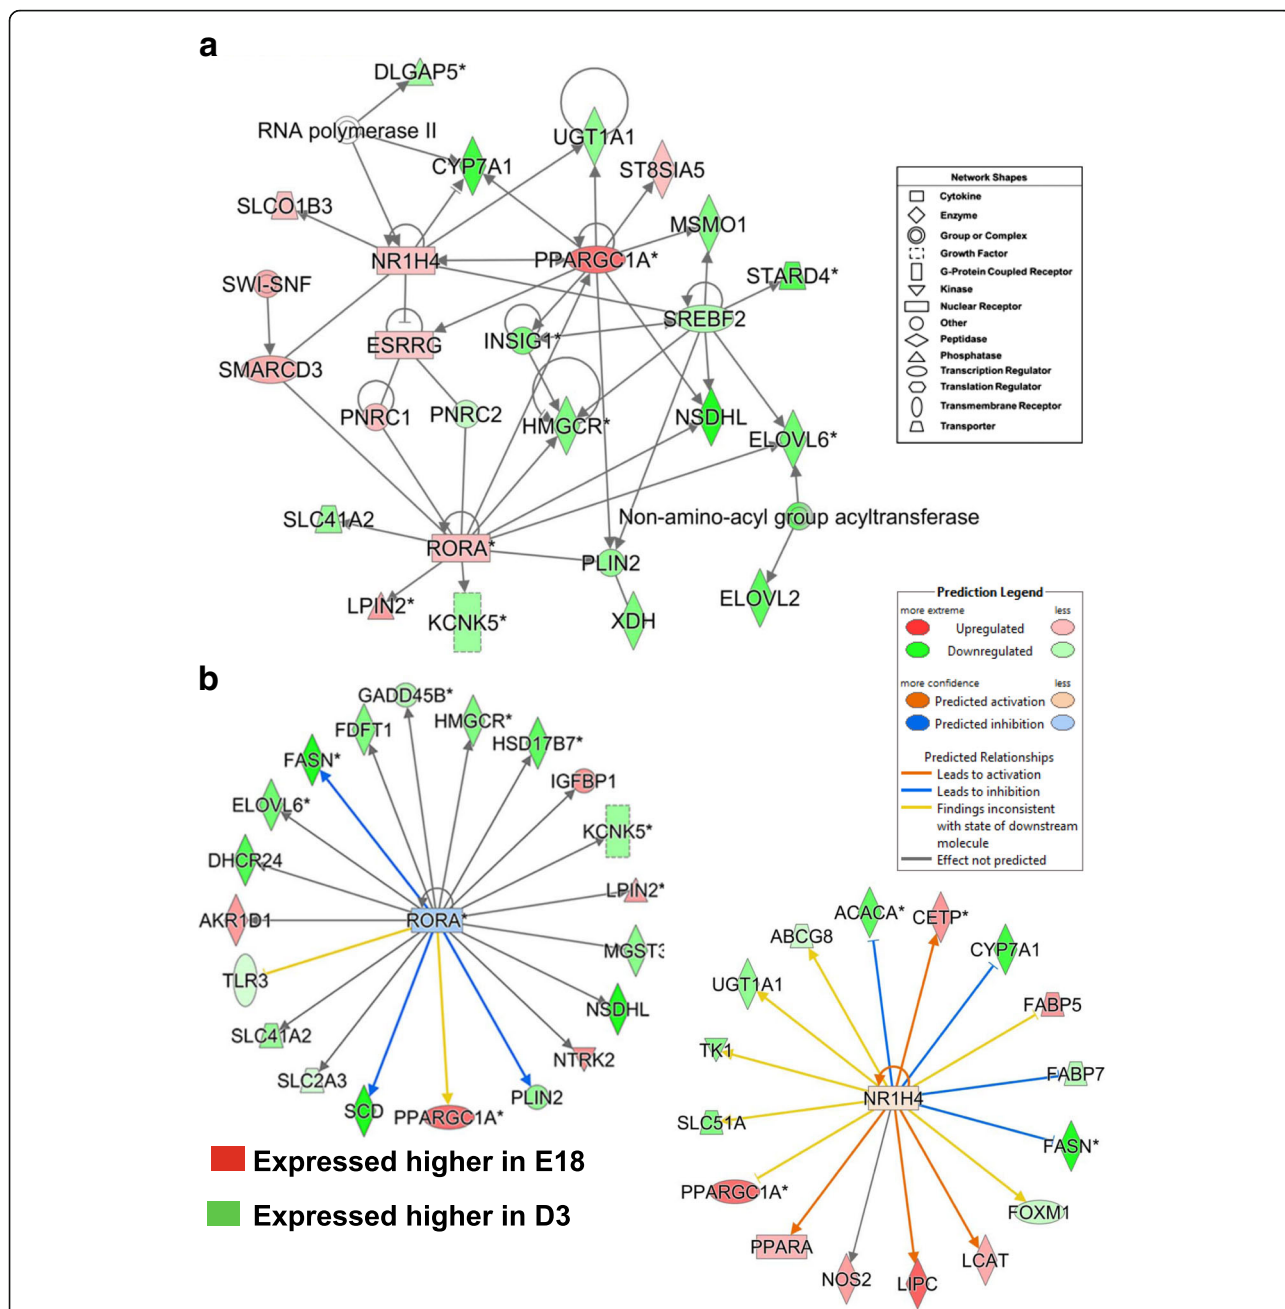 a
DLGAP5*
RNA polymerase II
UGT1A1
CYP7A1
ST8SIA5
SLCO1B3
MSMO1
NR1H4
PPARGC1A*
STARD4*
SWI-SNF
SREBF2
ESRRG
INSIG1*
SMARCD3
PNRC1
PNRC2
HMGCR*
NSDHL
ELOVL6*
SLC41A2
Non-amino-acyl group acyltransferase
RORA*
PLIN2
LPIN2*
KCNK5*
XDH
ELOVL2
Network Shapes
Cytokine
Enzyme
Group or Complex
Growth Factor
G-Protein Coupled Receptor
Kinase
Nuclear Receptor
Other
Peptidase
Phosphatase
Transcription Regulator
Translation Regulator
Transmembrane Receptor
Transporter
Prediction Legend
more extreme less
Upregulated
Downregulated
more confidence less
Predicted activation
Predicted inhibition
Predicted Relationships
Leads to activation
Leads to inhibition
Findings inconsistent
with state of downstream
molecule
Effect not predicted
b
GADD45B*
FDFT1
HMGCR*
HSD17B7*
FASN*
IGFBP1
ELOVL6*
KCNK5*
DHCR24
LPIN2*
AKR1D1
RORA*
MGST3
TLR3
NSDHL
SLC41A2
NTRK2
SLC2A3
SCD
PPARGC1A*
PLIN2
ACACA*
CETP*
ABCG8
CYP7A1
UGT1A1
FABP5
TK1
FABP7
NR1H4
SLC51A
FASN*
PPARGC1A*
FOXM1
PPARA
LCAT
NOS2
LIPC
Expressed higher in E18
Expressed higher in D3